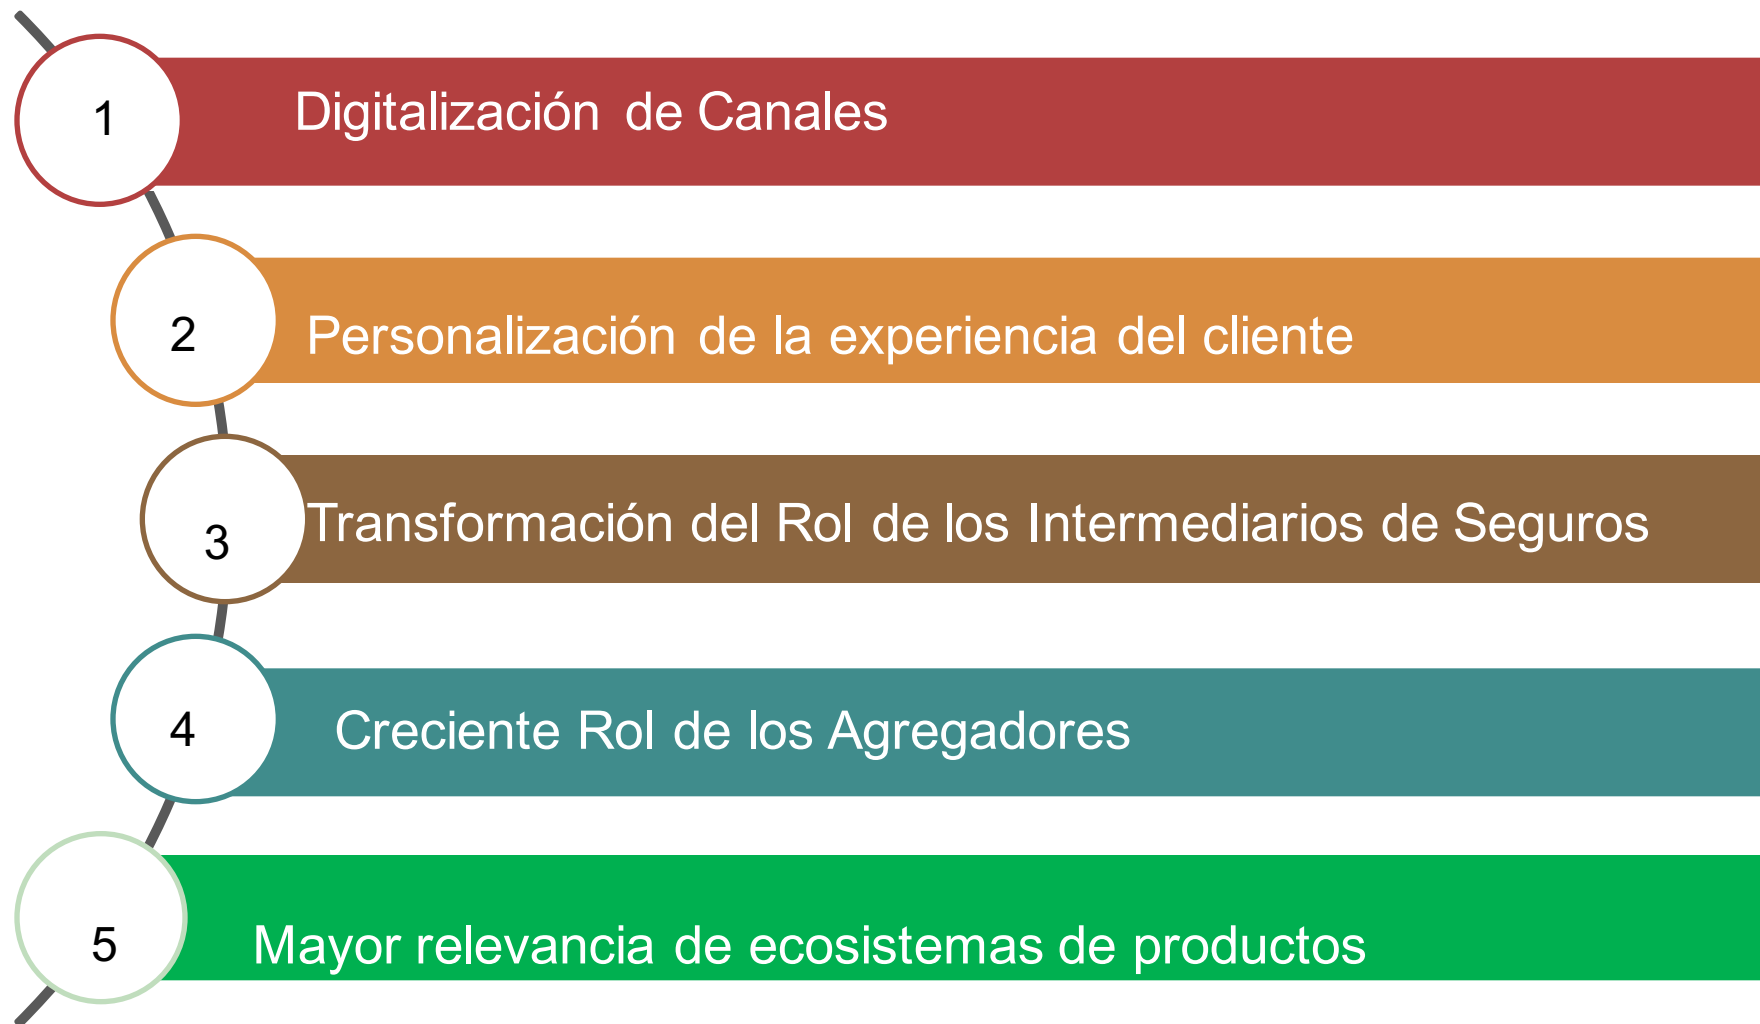 1
Digitalización de Canales
2
Personalización de la experiencia del cliente
3
Transformación del Rol de los Intermediarios de Seguros
4
Creciente Rol de los Agregadores
5
Mayor relevancia de ecosistemas de productos